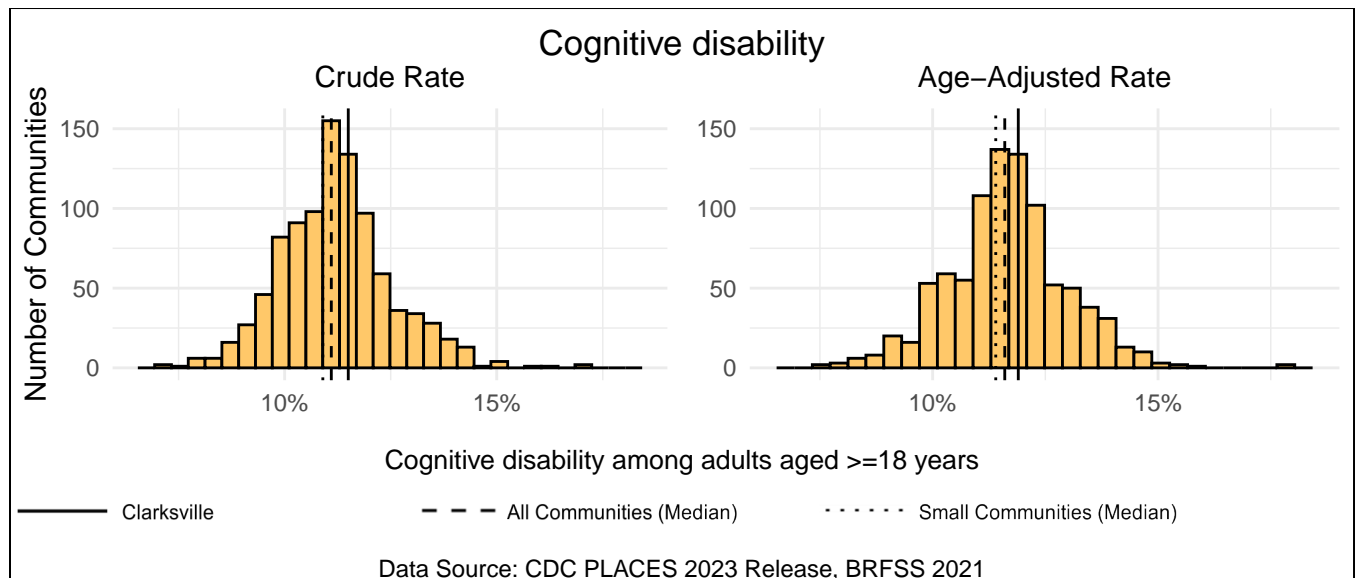 Cognitive disability
Crude Rate
Age−Adjusted Rate
Number of Communities
150
100
50
0
10%
15%
150
100
50
0
10%
15%
Cognitive disability among adults aged >=18 years
Clarksville
All Communities (Median)
Small Communities (Median)
Data Source: CDC PLACES 2023 Release, BRFSS 2021